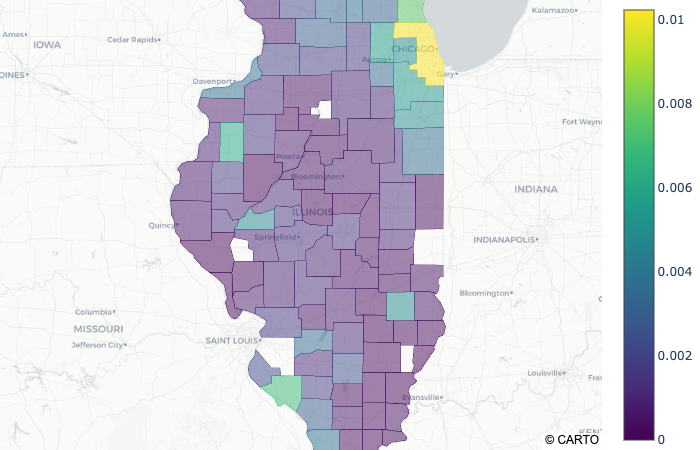 Ames
IOWA
OINES
Cedar Rapids
Davenport
CHICAGO
Aurora
Gary
Kalamazoo
Fort Wayne
Peoria
Bloomington
ILLINOIS
Springfield
Quincy
INDIANA
INDIANAPOLIS
Bloomington
Columbia
MISSOURI
Jefferson City
SAINT LOUIS
Louisville
Fran
Evansville
KEN
© CARTO
0.01
0.008
0.006
0.004
0.002
0